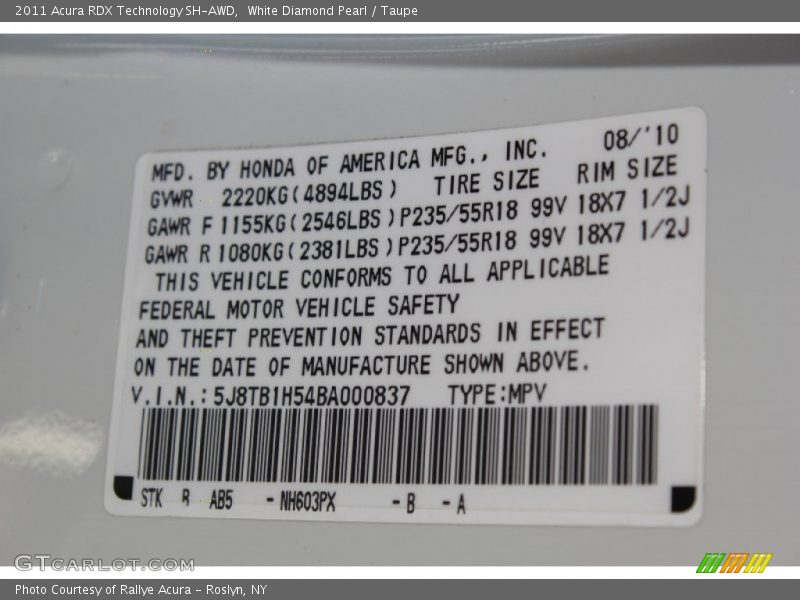 2011 Acura RDX Technology SH-AWD,  White Diamond Pearl / Taupe
08/'10
MFD. BY HONDA OF AMERICA MFG., INC.
GVWR 2220KG(4894LBS) TIRE SIZE RIM SIZE
GAWR F 1155KG(2546LBS) P235/55R18 99V 18X7 1/2J
GAWR R 1080KG(2381LBS) P235/55R18 99V 18X7 1/2J
THIS VEHICLE CONFORMS TO ALL APPLICABLE
FEDERAL MOTOR VEHICLE SAFETY
AND THEFT PREVENTION STANDARDS IN EFFECT
ON THE DATE OF MANUFACTURE SHOWN ABOVE.
V.I.N.: 5J8TB1H54BA000837 TYPE:MPV
STK B AB5 - NH603PX - B - A
GTCARLOT.COM
Photo Courtesy of Rallye Acura - Roslyn, NY